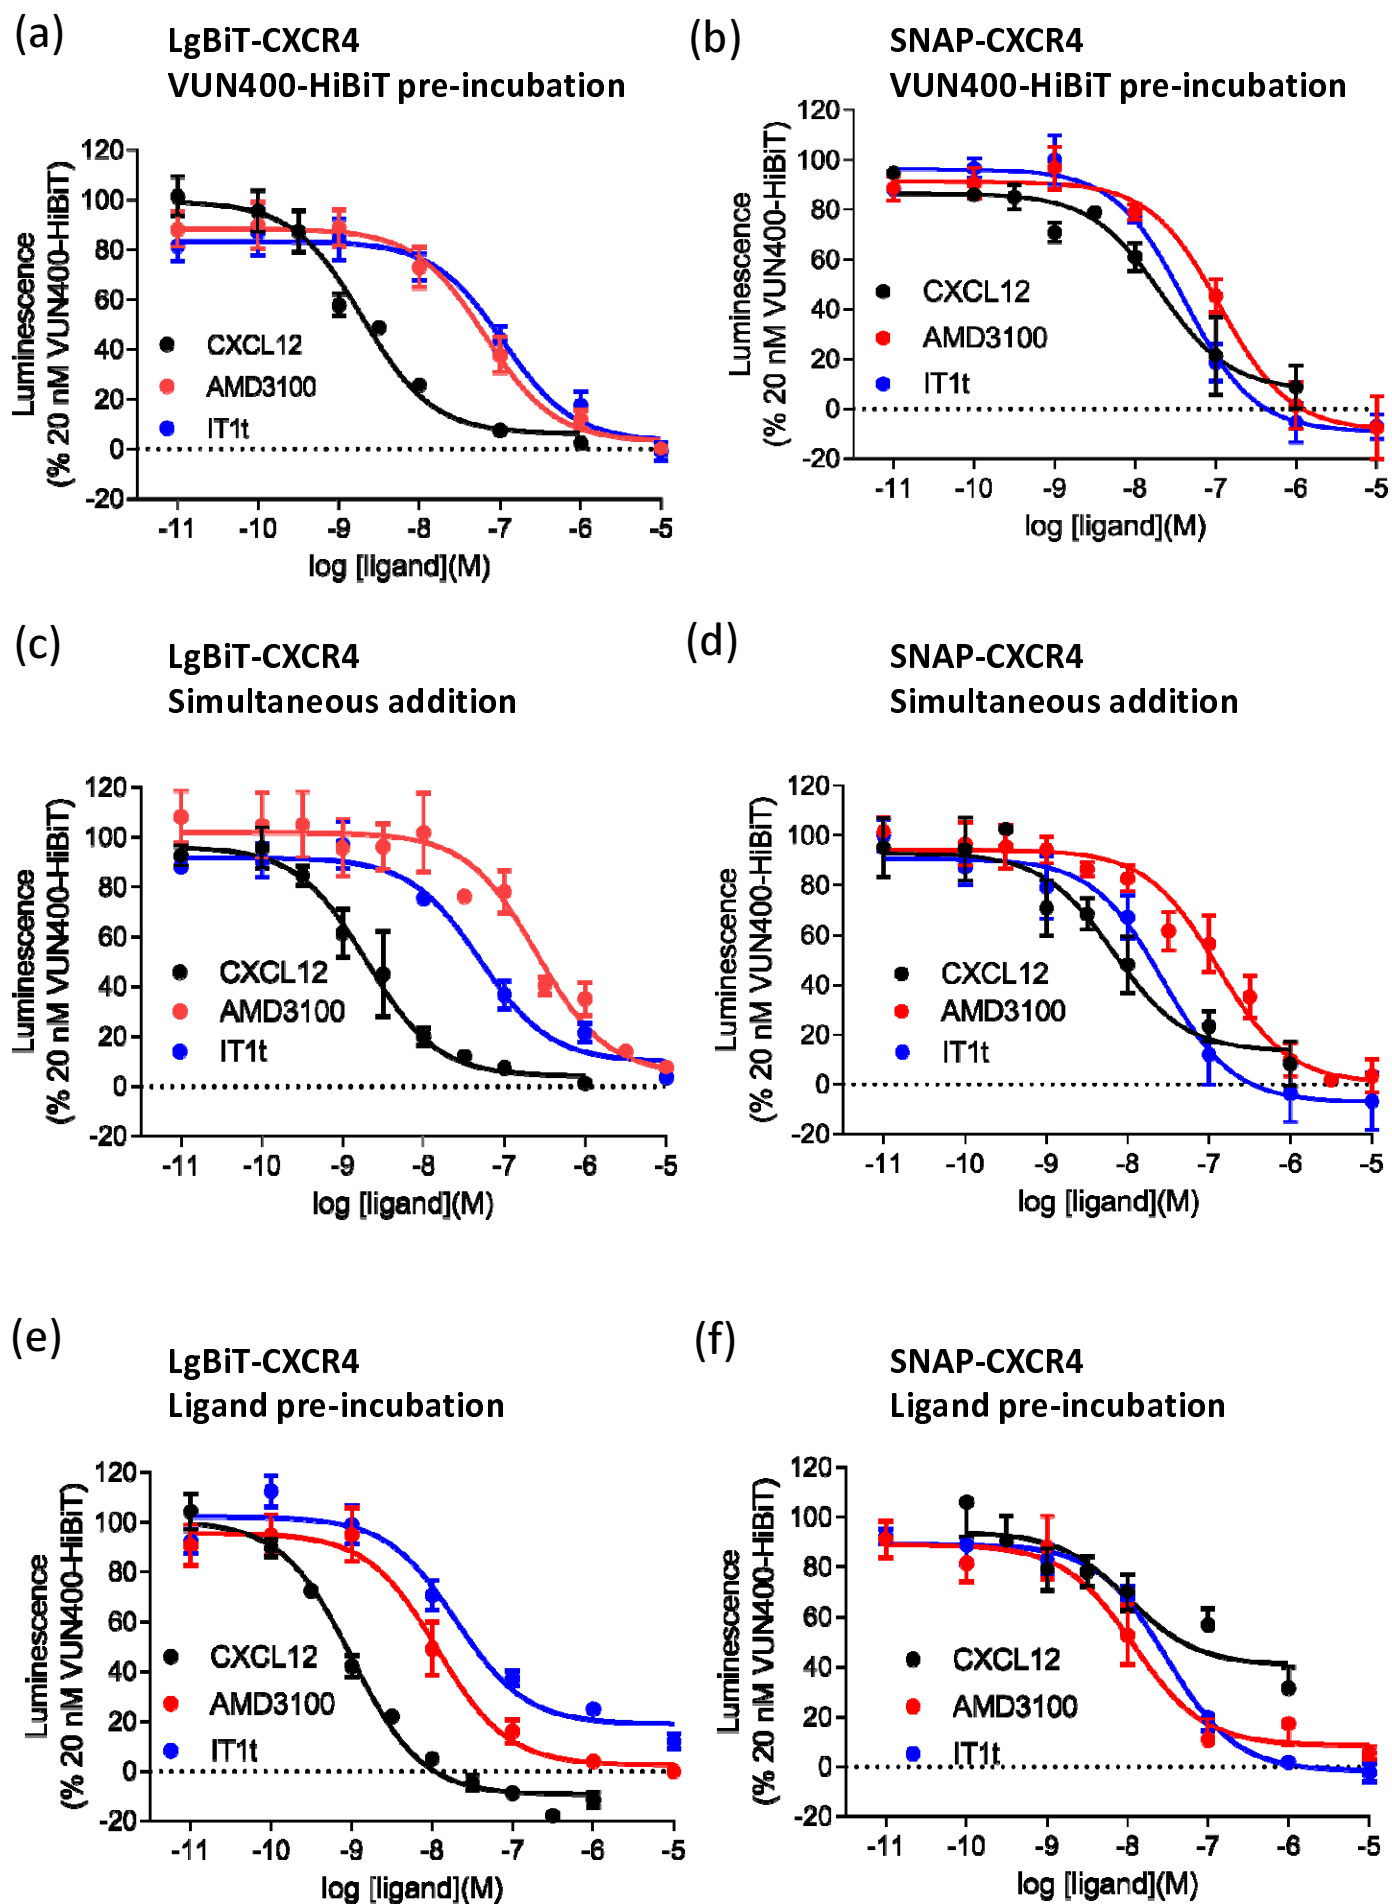 (a)
LgBiT-CXCR4
VUN400-HiBiT pre-incubation
Luminescence
(% 20 nM VUN400-HiBiT)
120
100
80
60
40
20
0
-20
CXCL12
AMD3100
IT1t
-11 -10 -9 -8 -7 -6 -5
log [ligand](M)
(b)
SNAP-CXCR4
VUN400-HiBiT pre-incubation
Luminescence
(% 20 nM VUN400-HiBiT)
120
100
80
60
40
20
0
-20
CXCL12
AMD3100
IT1t
-11 -10 -9 -8 -7 -6 -5
log [ligand](M)
(c)
LgBiT-CXCR4
Simultaneous addition
Luminescence
(% 20 nM VUN400-HiBiT)
120
100
80
60
40
20
0
-20
CXCL12
AMD3100
IT1t
-11 -10 -9 -8 -7 -6 -5
log [ligand](M)
(d)
SNAP-CXCR4
Simultaneous addition
Luminescence
(% 20 nM VUN400-HiBiT)
120
100
80
60
40
20
0
-20
CXCL12
AMD3100
IT1t
-11 -10 -9 -8 -7 -6 -5
log [ligand](M)
(e)
LgBiT-CXCR4
Ligand pre-incubation
Luminescence
(% 20 nM VUN400-HiBiT)
120
100
80
60
40
20
0
-20
CXCL12
AMD3100
IT1t
-11 -10 -9 -8 -7 -6 -5
log [ligand](M)
(f)
SNAP-CXCR4
Ligand pre-incubation
Luminescence
(% 20 nM VUN400-HiBiT)
120
100
80
60
40
20
0
-20
CXCL12
AMD3100
IT1t
-11 -10 -9 -8 -7 -6 -5
log [ligand](M)